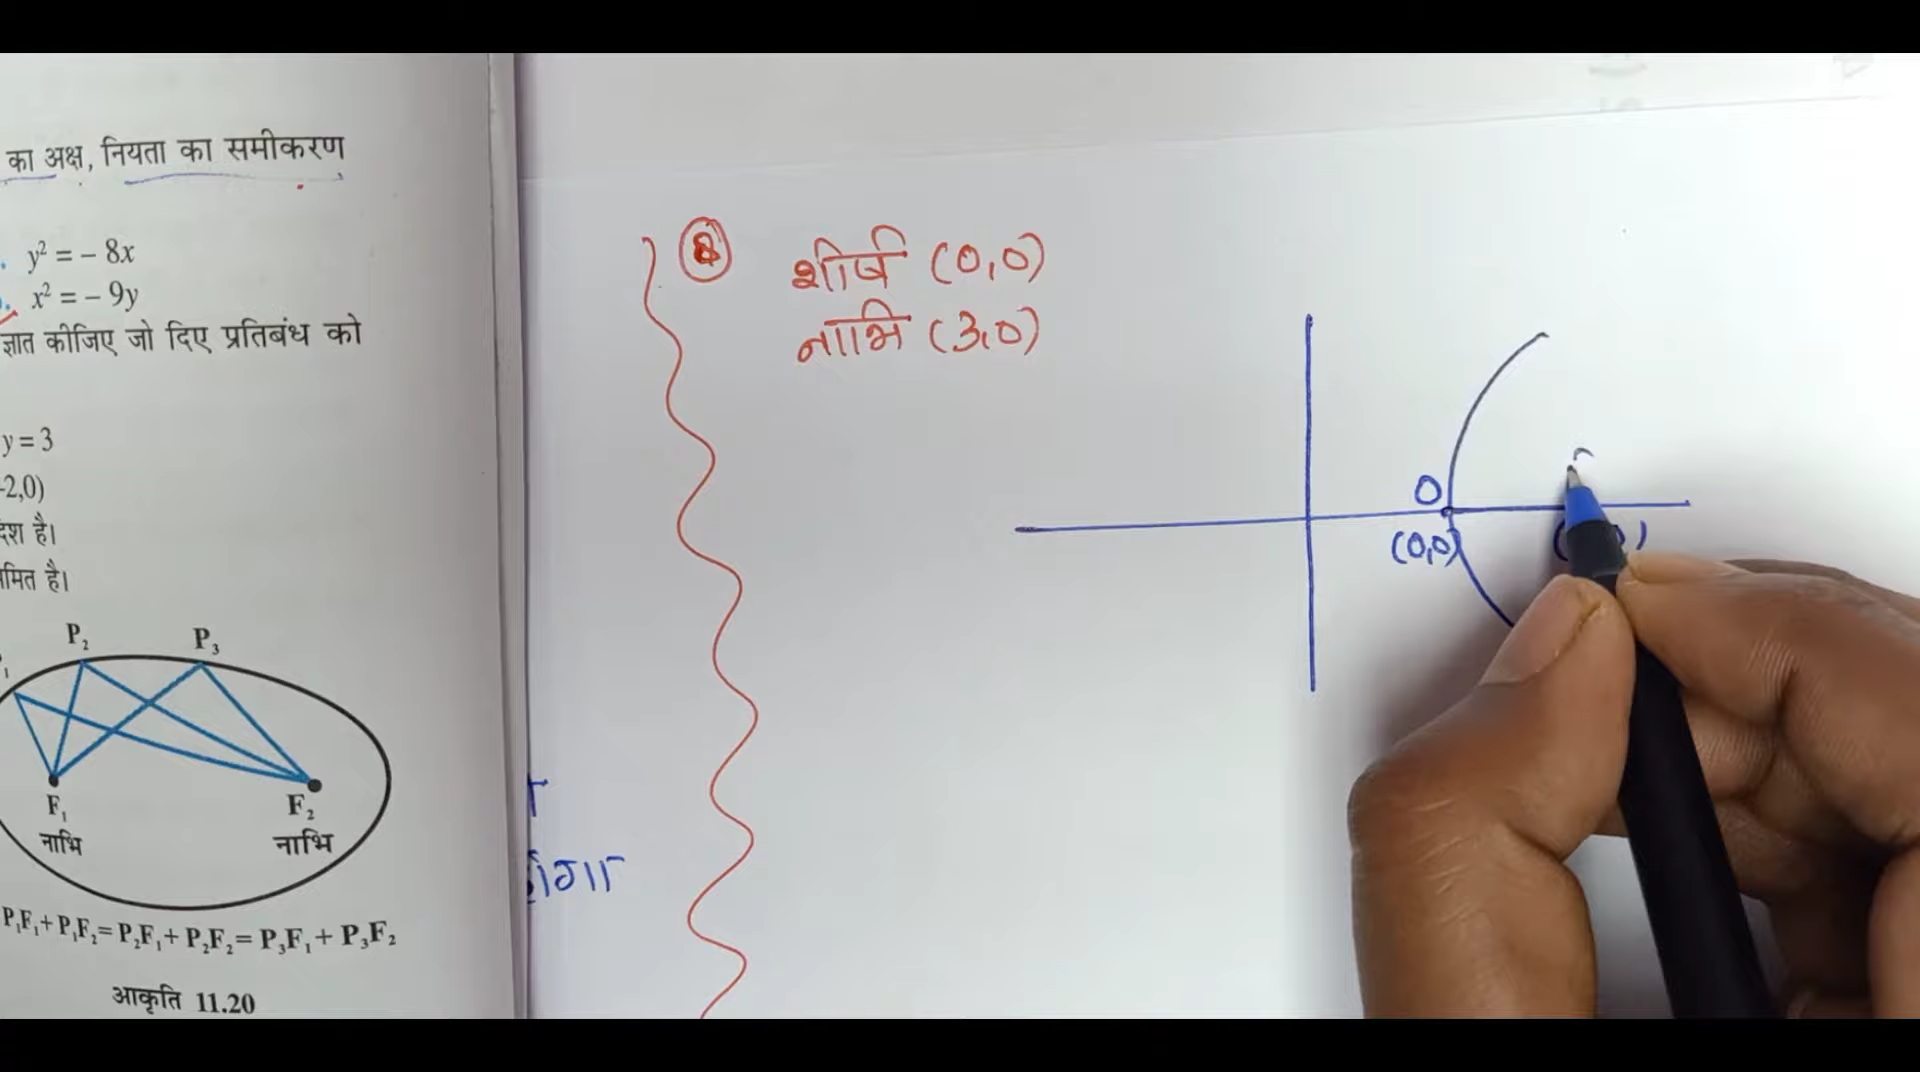 का अक्ष, नियता का समीकरण
y² = – 8x
x² = – 9y
ज्ञात कीजिए जो दिए प्रतिबंध को
y = 3
-2,0)
है।
है।
P₂
P₃
F₁
नाभि
F₂
नाभि
P₁F₁+ P₁F₂= P₂F₁+ P₂F₂= P₃F₁+ P₃F₂
आकृति 11.20
शीर्ष (0,0)
नाभि (3,0)
0
(0,0)